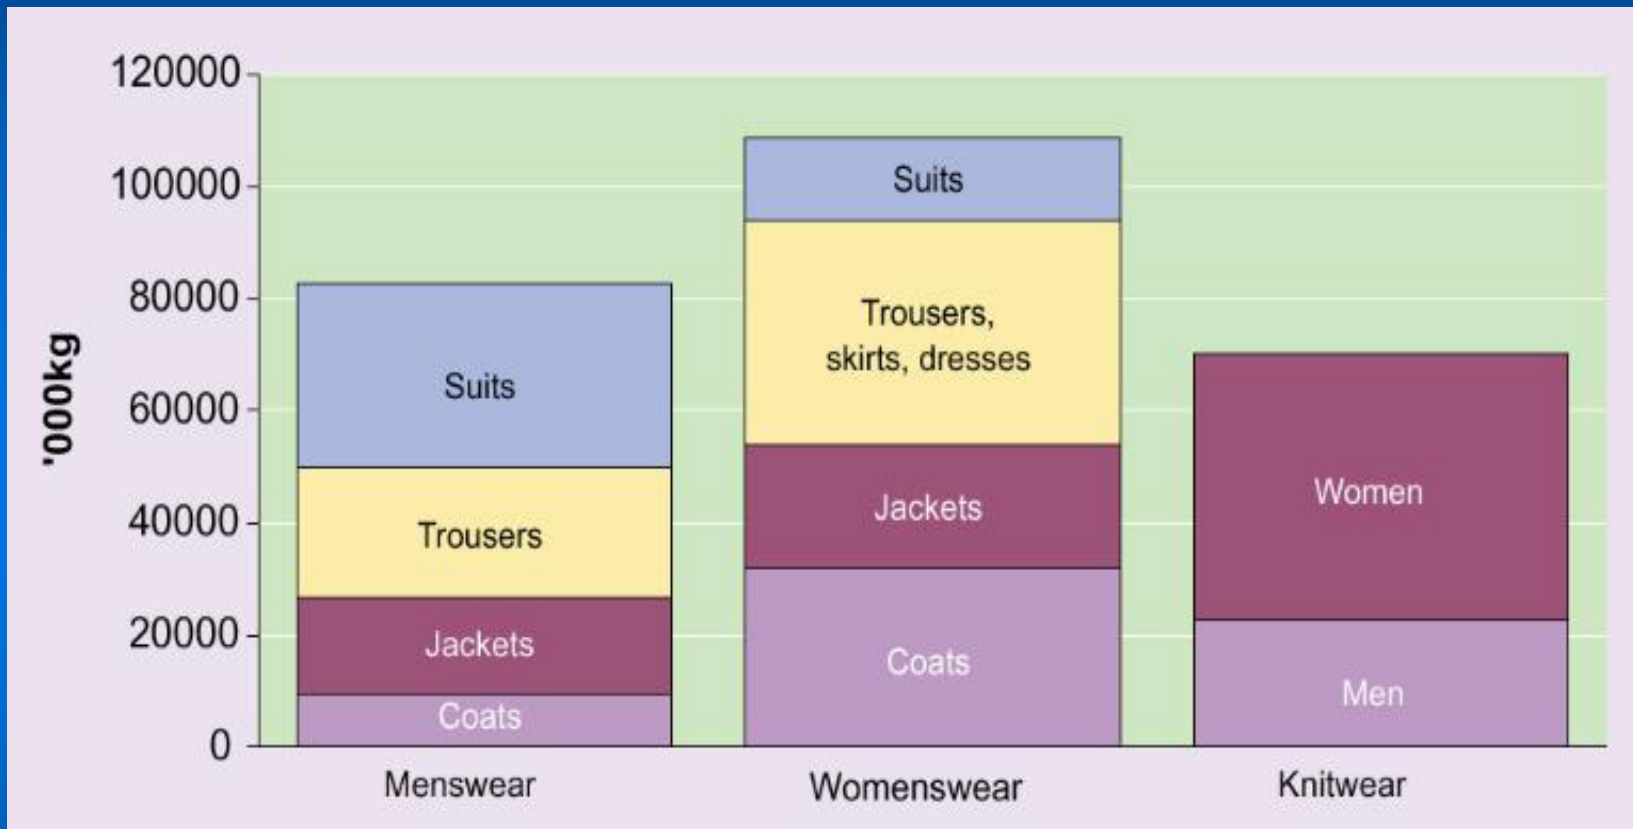 120000
100000
80000
60000
40000
20000
0
'000kg
Suits
Trousers
Jackets
Coats
Suits
Trousers,
skirts, dresses
Jackets
Coats
Women
Men
Menswear
Womenswear
Knitwear